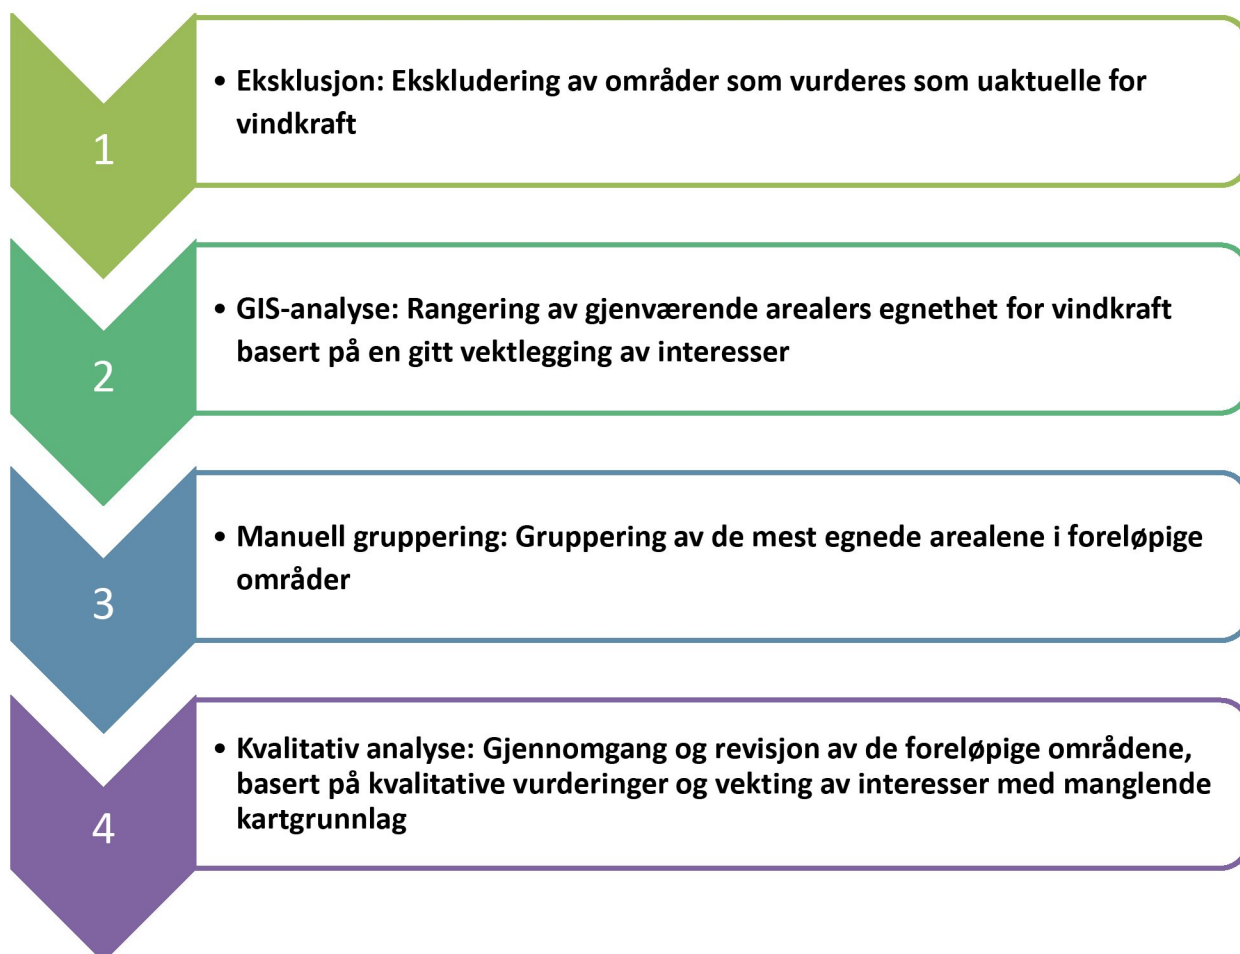 1
• Eksklusjon: Ekskludering av områder som vurderes som uaktuelle for
vindkraft
2
• GIS-analyse: Rangering av gjenværende arealers egnethet for vindkraft
basert på en gitt vektlegging av interesser
3
• Manuell gruppering: Gruppering av de mest egnede arealene i foreløpige
områder
4
• Kvalitativ analyse: Gjennomgang og revisjon av de foreløpige områdene,
basert på kvalitative vurderinger og vekting av interesser med manglende
kartgrunnlag